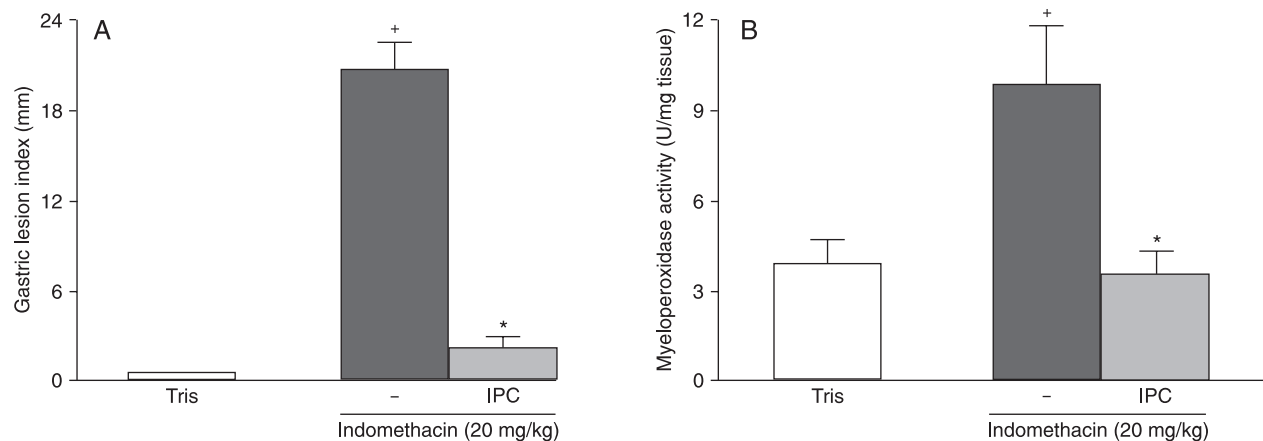 A
Gastric lesion index (mm)
24
18
12
6
0
+
*
Tris
–
IPC
Indomethacin (20 mg/kg)
B
Myeloperoxidase activity (U/mg tissue)
12
9
6
3
0
+
*
Tris
–
IPC
Indomethacin (20 mg/kg)